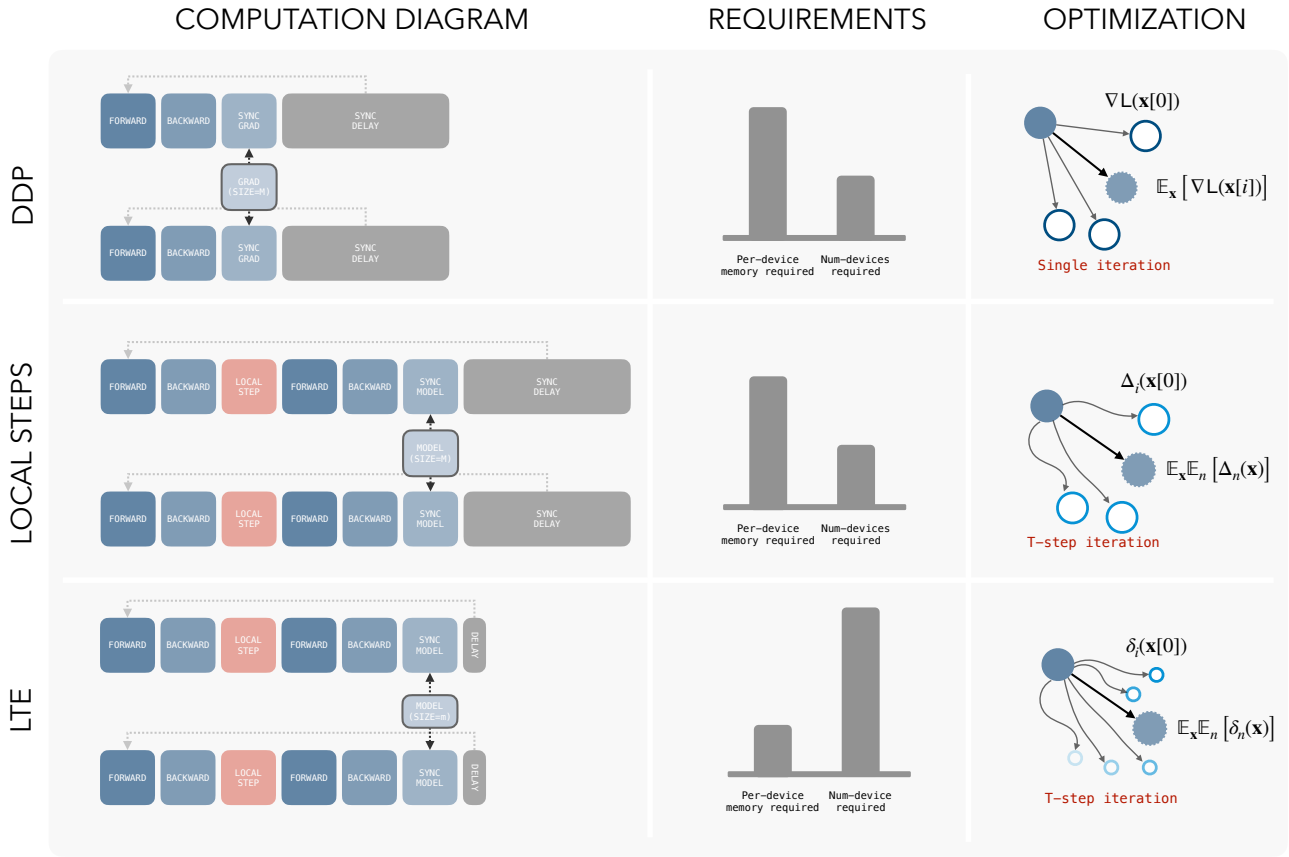 COMPUTATION DIAGRAM
REQUIREMENTS
OPTIMIZATION
DDP
FORWARD
BACKWARD
SYNC
GRAD
SYNC
DELAY
GRAD
(SIZE=M)
FORWARD
BACKWARD
SYNC
GRAD
SYNC
DELAY
Per-device
memory required
Num-devices
required
∇L(x[0])
𝔼x [∇L(x[i])]
Single iteration
LOCAL STEPS
FORWARD
BACKWARD
LOCAL
STEP
FORWARD
BACKWARD
SYNC
MODEL
SYNC
DELAY
MODEL
(SIZE=M)
FORWARD
BACKWARD
LOCAL
STEP
FORWARD
BACKWARD
SYNC
MODEL
SYNC
DELAY
Per-device
memory required
Num-devices
required
Δi(x[0])
𝔼x𝔼n [Δn(x)]
T-step iteration
LTE
FORWARD
BACKWARD
LOCAL
STEP
FORWARD
BACKWARD
SYNC
MODEL
DELAY
MODEL
(SIZE=m)
FORWARD
BACKWARD
LOCAL
STEP
FORWARD
BACKWARD
SYNC
MODEL
DELAY
Per-device
memory required
Num-device
required
δi(x[0])
𝔼x𝔼n [δn(x)]
T-step iteration